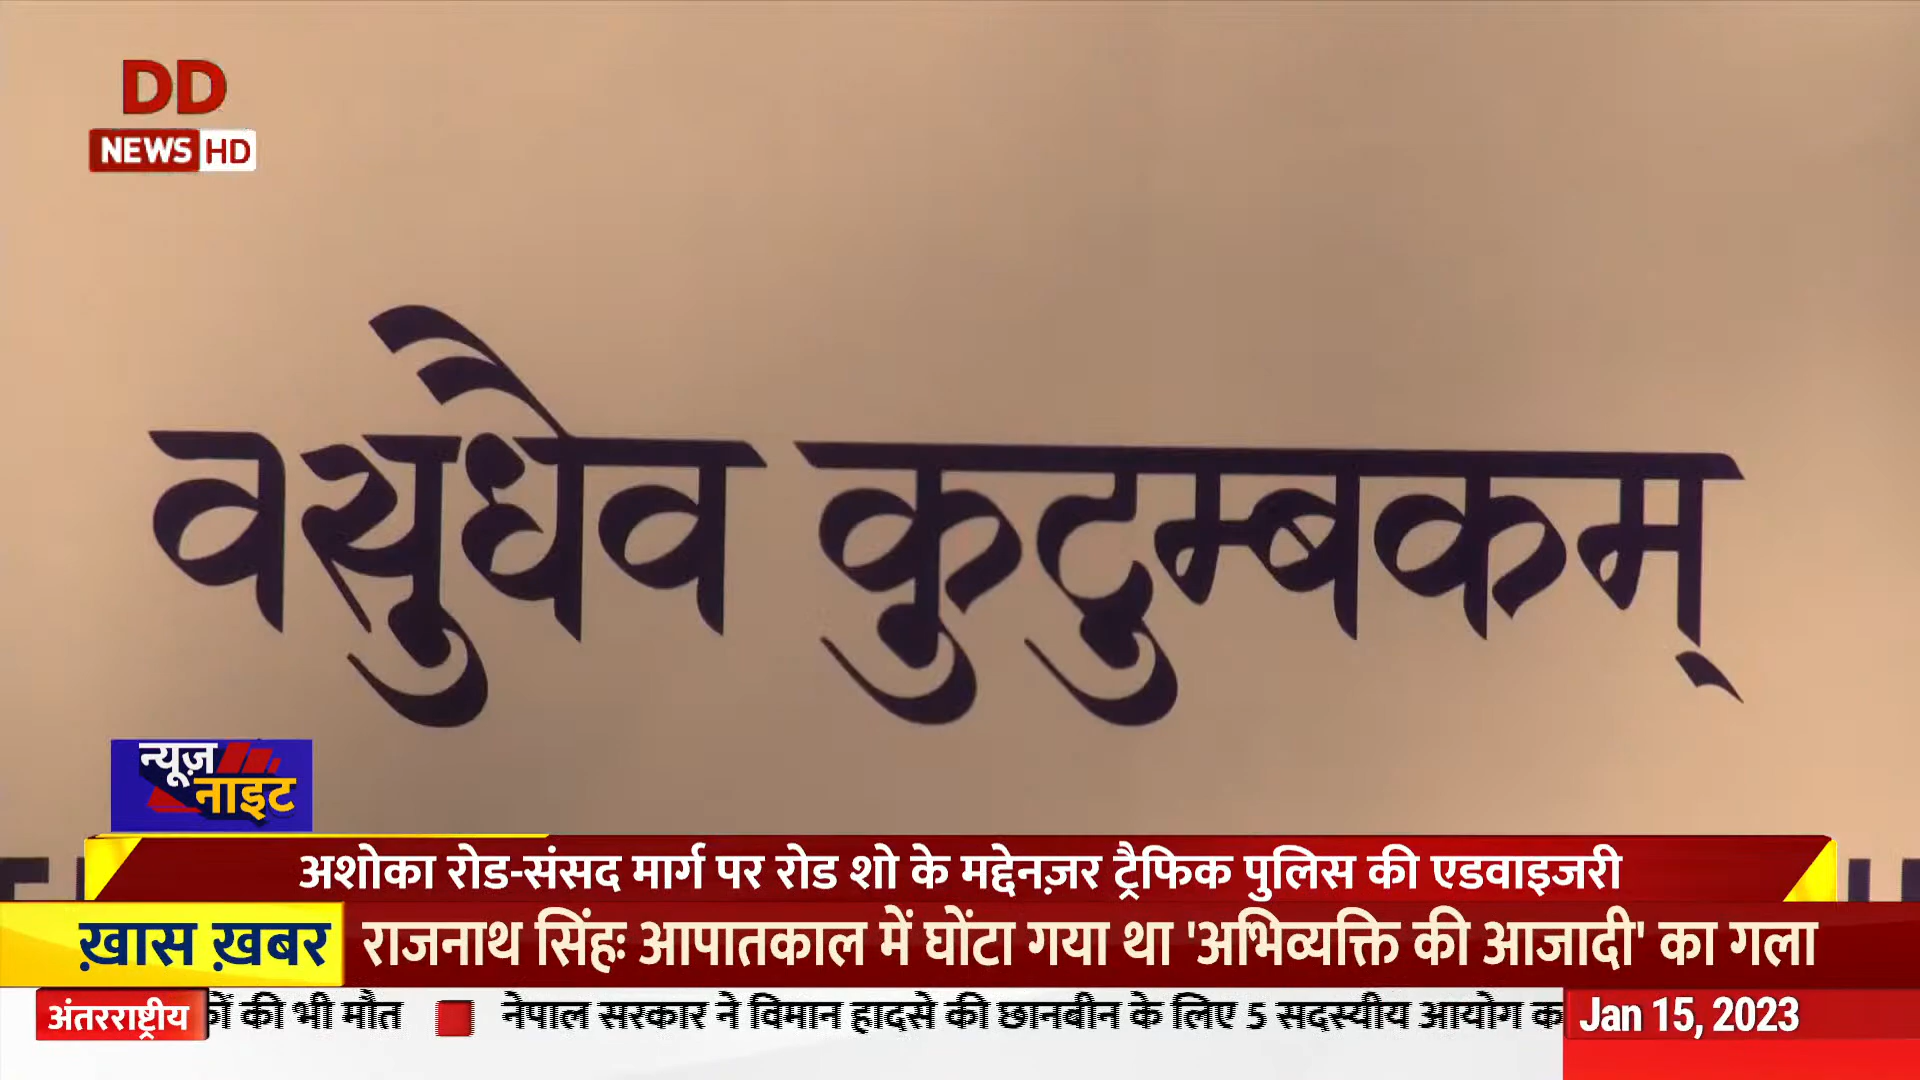 DD
NEWS HD
वसुधैव कुटुम्बकम्
न्यूज़
नाइट
अशोका रोड-संसद मार्ग पर रोड शो के मद्देनज़र ट्रैफिक पुलिस की एडवाइजरी
ख़ास ख़बर राजनाथ सिंहः आपातकाल में घोंटा गया था 'अभिव्यक्ति की आजादी' का गला
अंतरराष्ट्रीय की भी मौत नेपाल सरकार ने विमान हादसे की छानबीन के लिए 5 सदस्यीय आयोग Jan 15, 2023